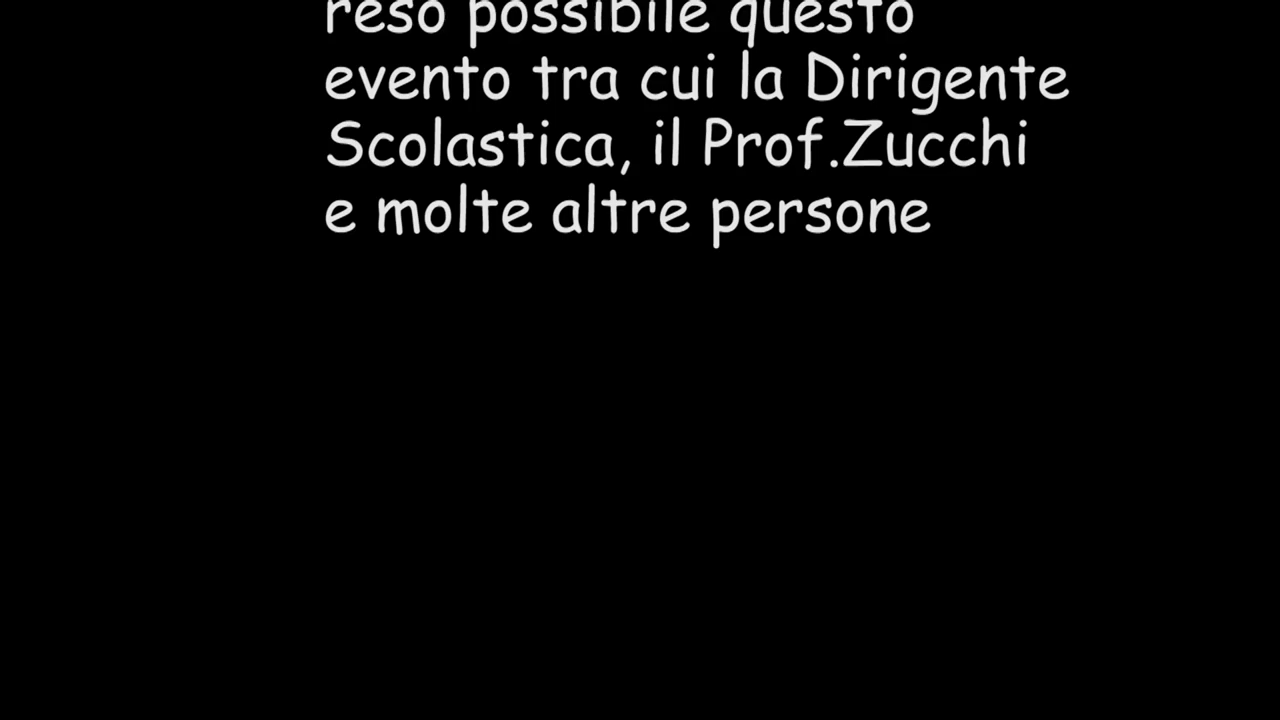 reso possibile questo
evento tra cui la Dirigente
Scolastica, il Prof.Zucchi
e molte altre persone